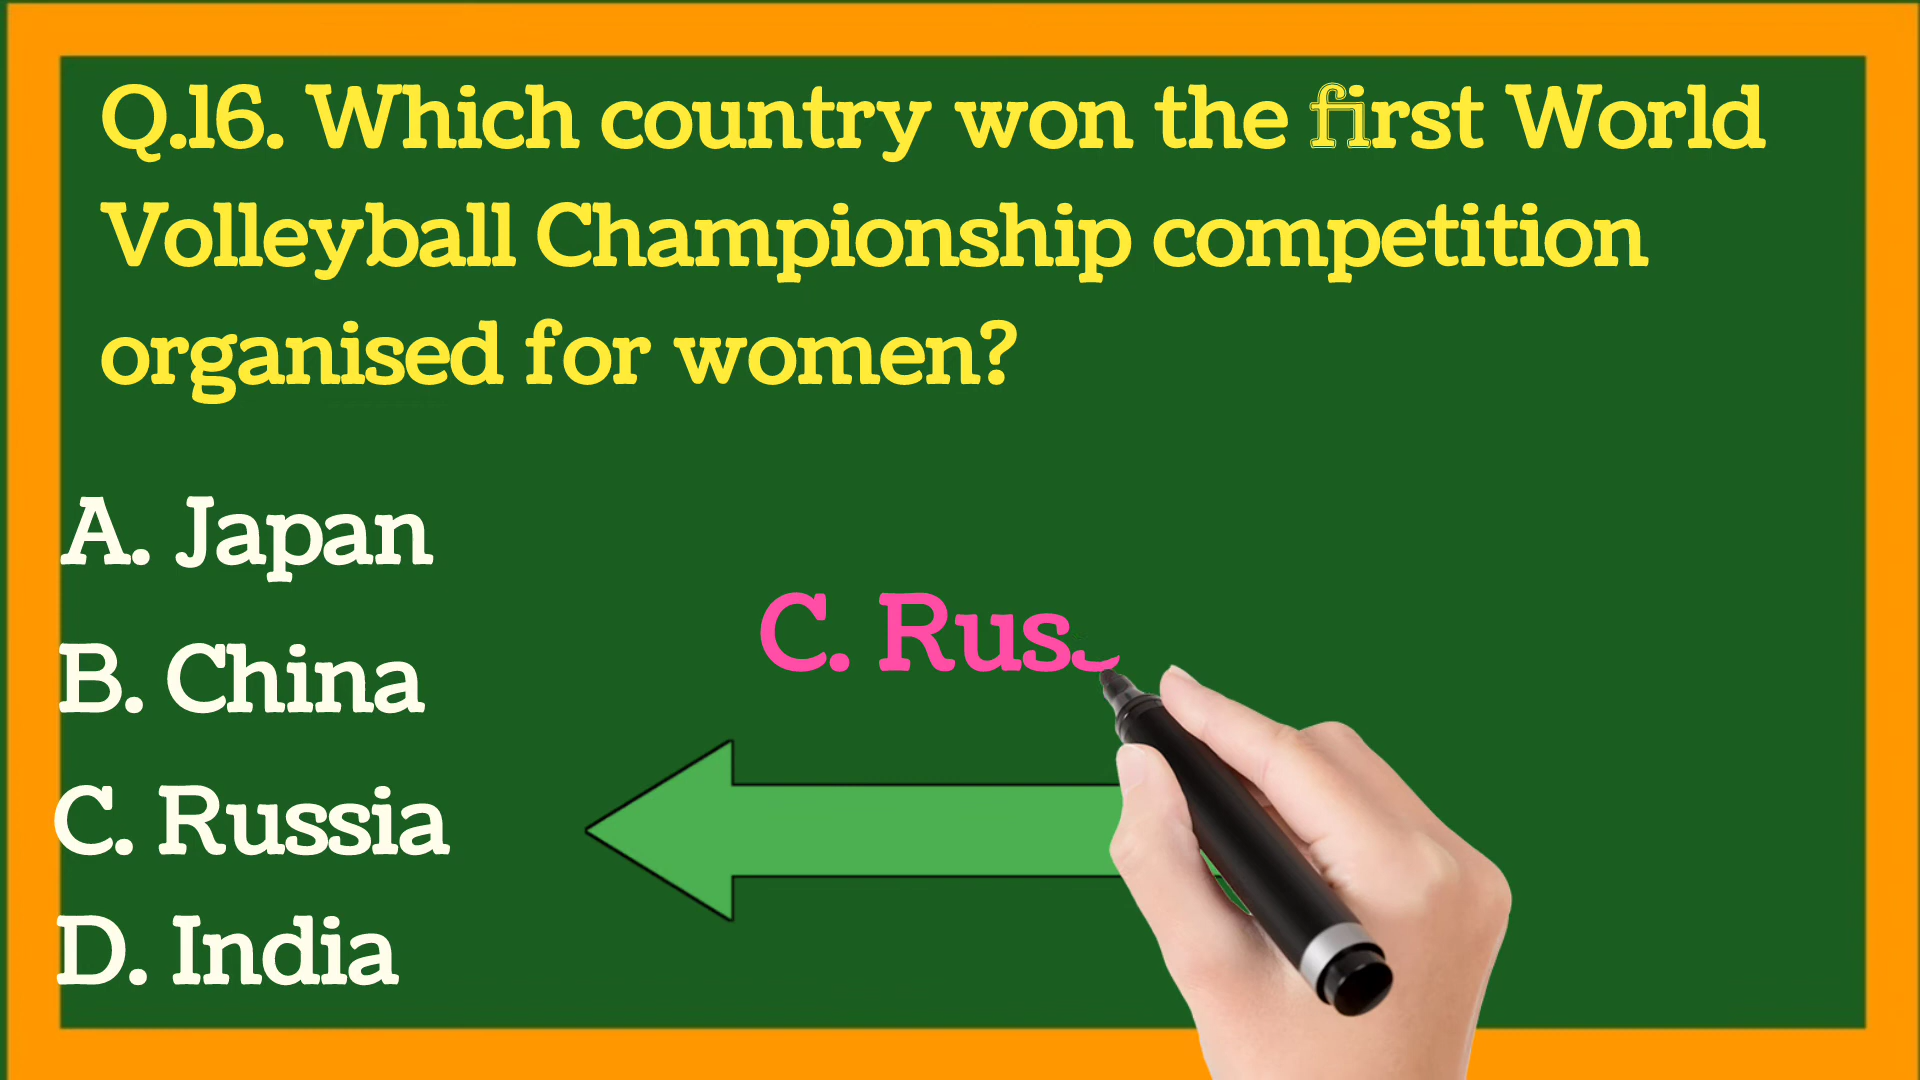 Q.16. Which country won the first World
Volleyball Championship competition
organised for women?
A. Japan
C. Rus
B. China
C. Russia
D. India